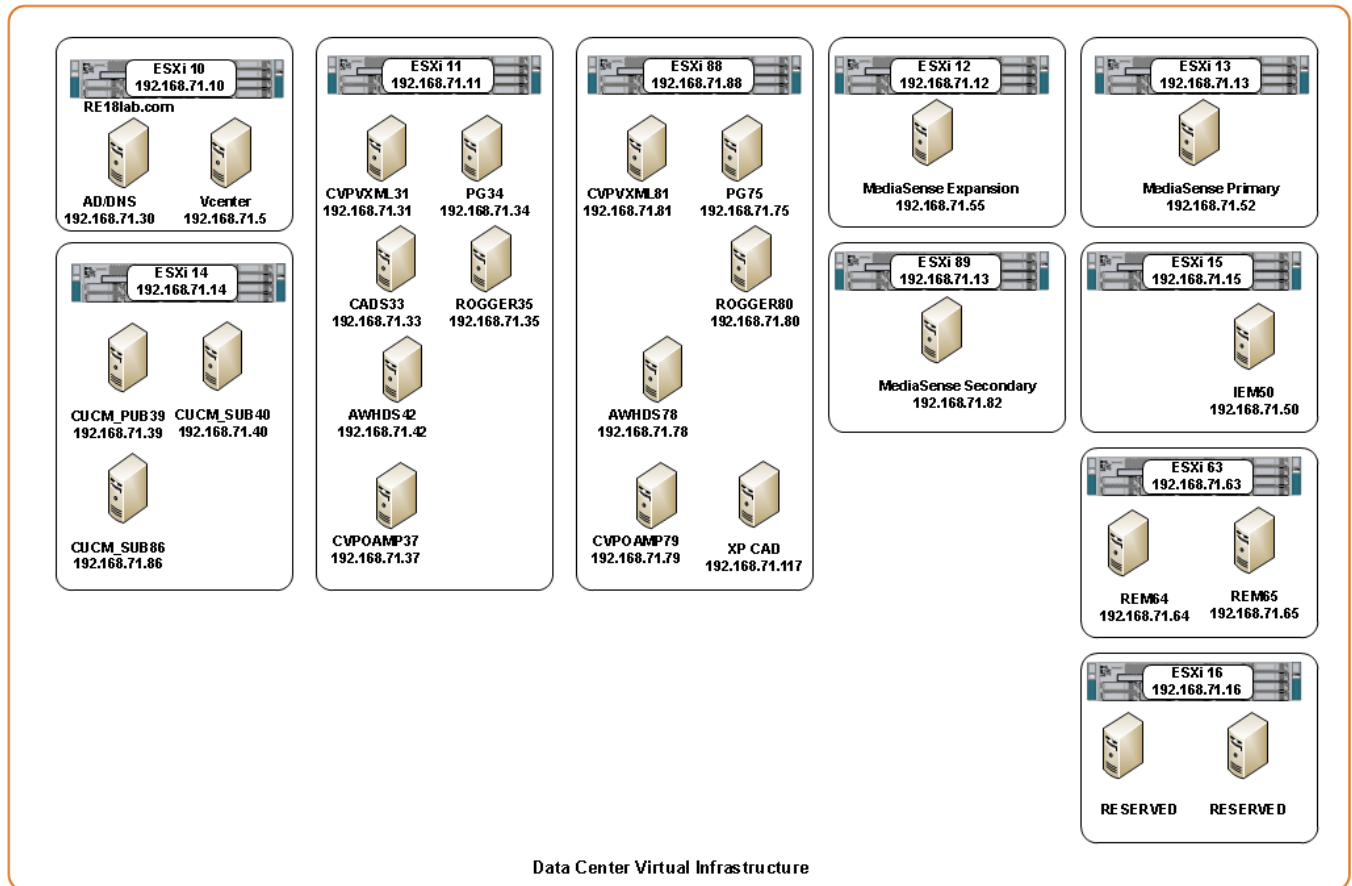 ESXi 10
192.168.71.10
RE18lab.com
AD/DNS
192.168.71.30
Vcenter
192.168.71.5
ESXi 14
192.168.71.14
CUCM_PUB39
192.168.71.39
CUCM_SUB40
192.168.71.40
CUCM_SUB86
192.168.71.86
ESXi 11
192.168.71.11
CVPVXML31
192.168.71.31
PG34
192.168.71.34
CADS33
192.168.71.33
ROGGER35
192.168.71.35
AWHDS42
192.168.71.42
CVPOAMP37
192.168.71.37
ESXi 88
192.168.71.88
CVPVXML81
192.168.71.81
PG75
192.168.71.75
ROGGER80
192.168.71.80
AWHDS78
192.168.71.78
CVPOAMP79
192.168.71.79
XP CAD
192.168.71.117
ESXi 12
192.168.71.12
MediaSense Expansion
192.168.71.55
ESXi 89
192.168.71.13
MediaSense Secondary
192.168.71.82
ESXi 13
192.168.71.13
MediaSense Primary
192.168.71.52
ESXi 15
192.168.71.15
IEM50
192.168.71.50
ESXi 63
192.168.71.63
REM64
192.168.71.64
REM65
192.168.71.65
ESXi 16
192.168.71.16
RESERVED
RESERVED
Data Center Virtual Infrastructure